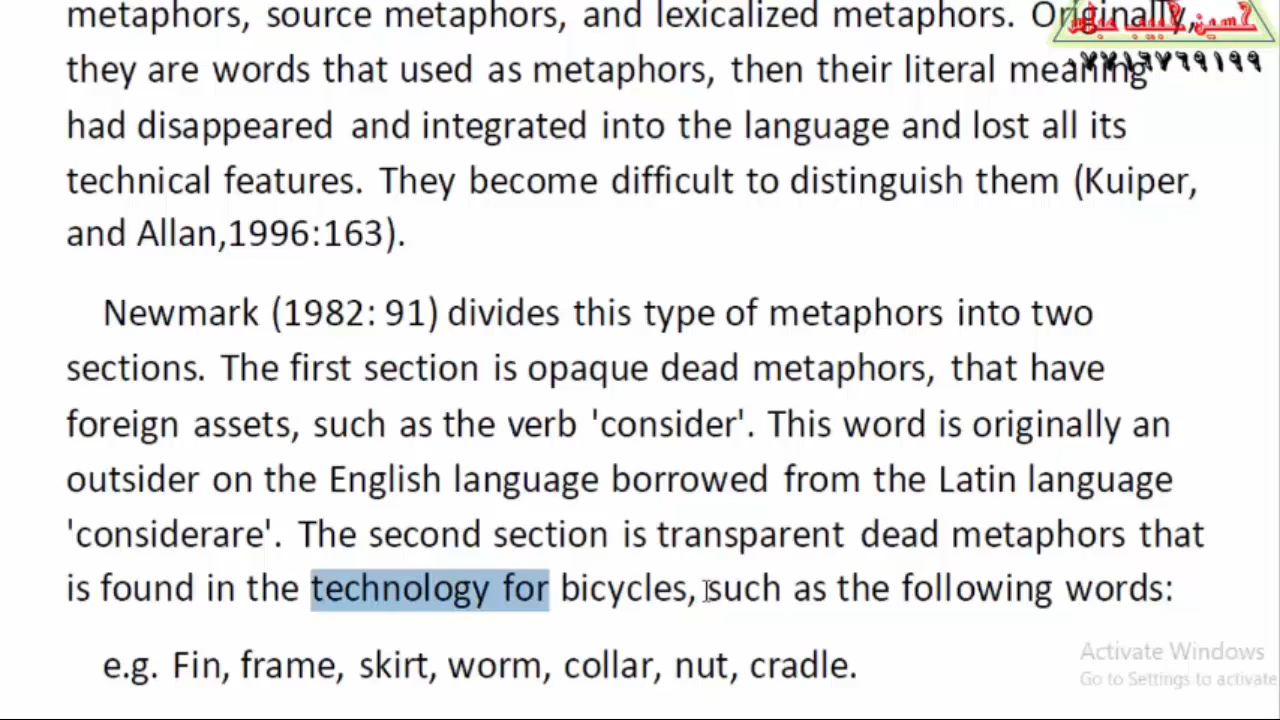 metaphors, source metaphors, and lexicalized metaphors. Originally,
حسين حبيب
they are words that used as metaphors, then their literal meaning
had disappeared and integrated into the language and lost all its
technical features. They become difficult to distinguish them (Kuiper,
and Allan,1996:163).
Newmark (1982: 91) divides this type of metaphors into two
sections. The first section is opaque dead metaphors, that have
foreign assets, such as the verb 'consider'. This word is originally an
outsider on the English language borrowed from the Latin language
'considerare'. The second section is transparent dead metaphors that
is found in the technology for bicycles, such as the following words:
e.g. Fin, frame, skirt, worm, collar, nut, cradle.
Activate Windows
Go to Settings to activate